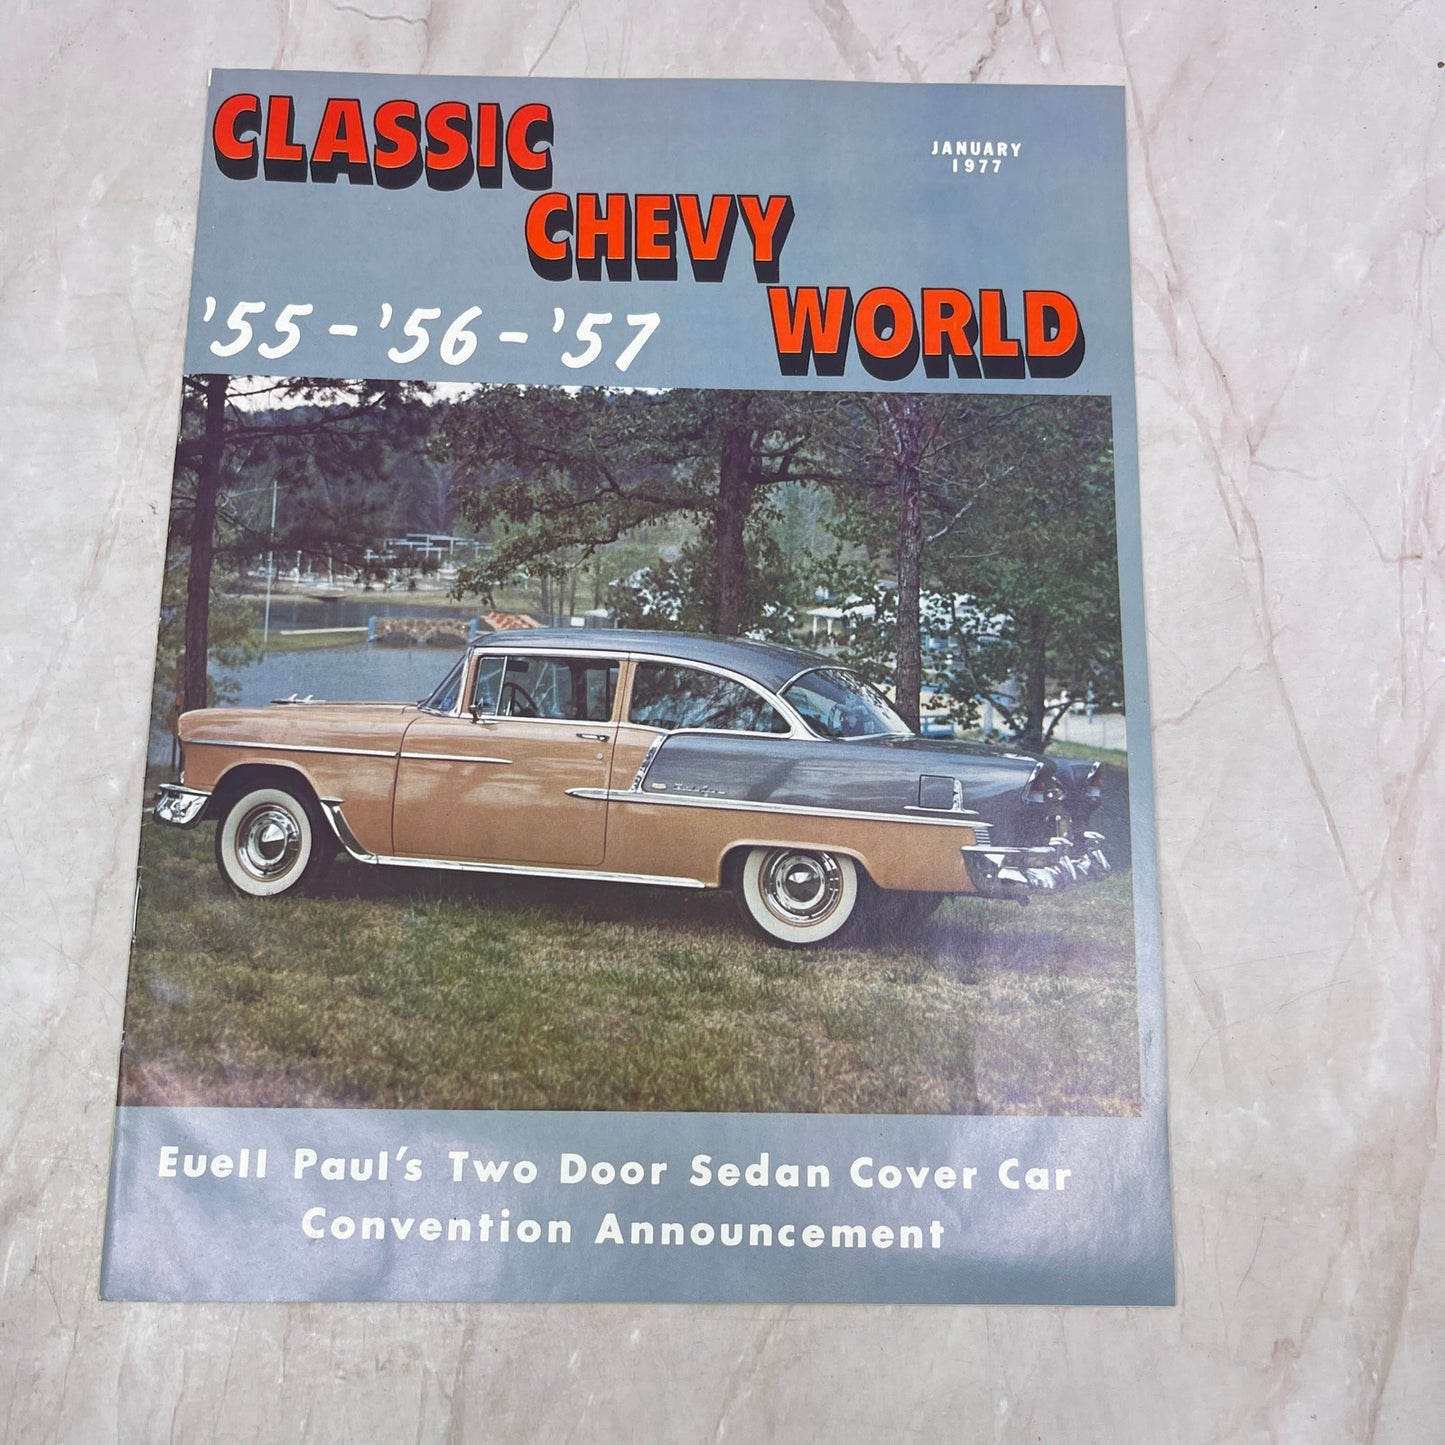 CLASSIC
CHEVY
WORLD
JANUARY
1977
'55-'56-'57
Euell Paul's Two Door Sedan Cover Car
Convention Announcement